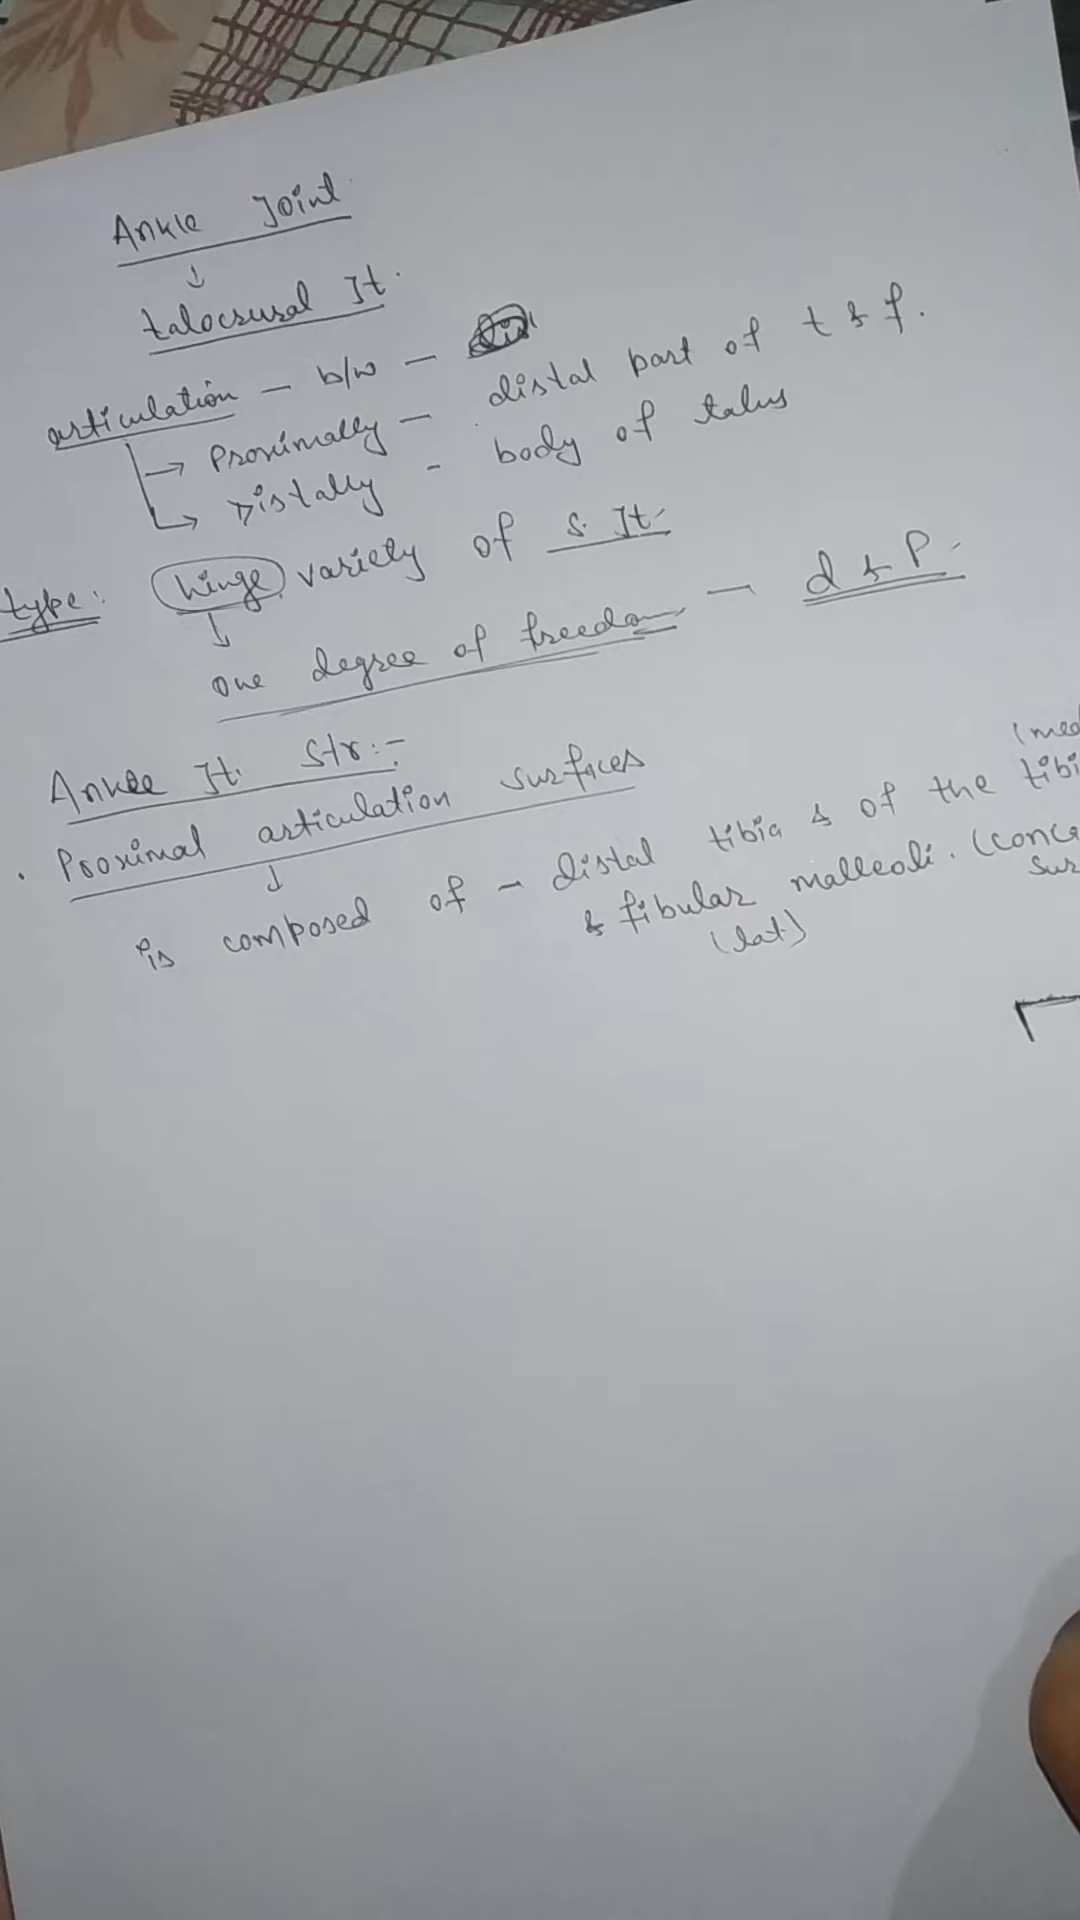 Ankle Joint
↓
talocrural Jt.
articulation – b/w –
→ Proximally – distal part of t & f.
→ Distally – body of talus
type: hinge variety of s. Jt.
↓
one degree of freedom – d & P.
Ankle Jt. Str:-
(med
• Proximal articulation surfaces
↓
is composed of – distal tibia & of the tibi
& fibular malleoli. (conca
(lat) sur